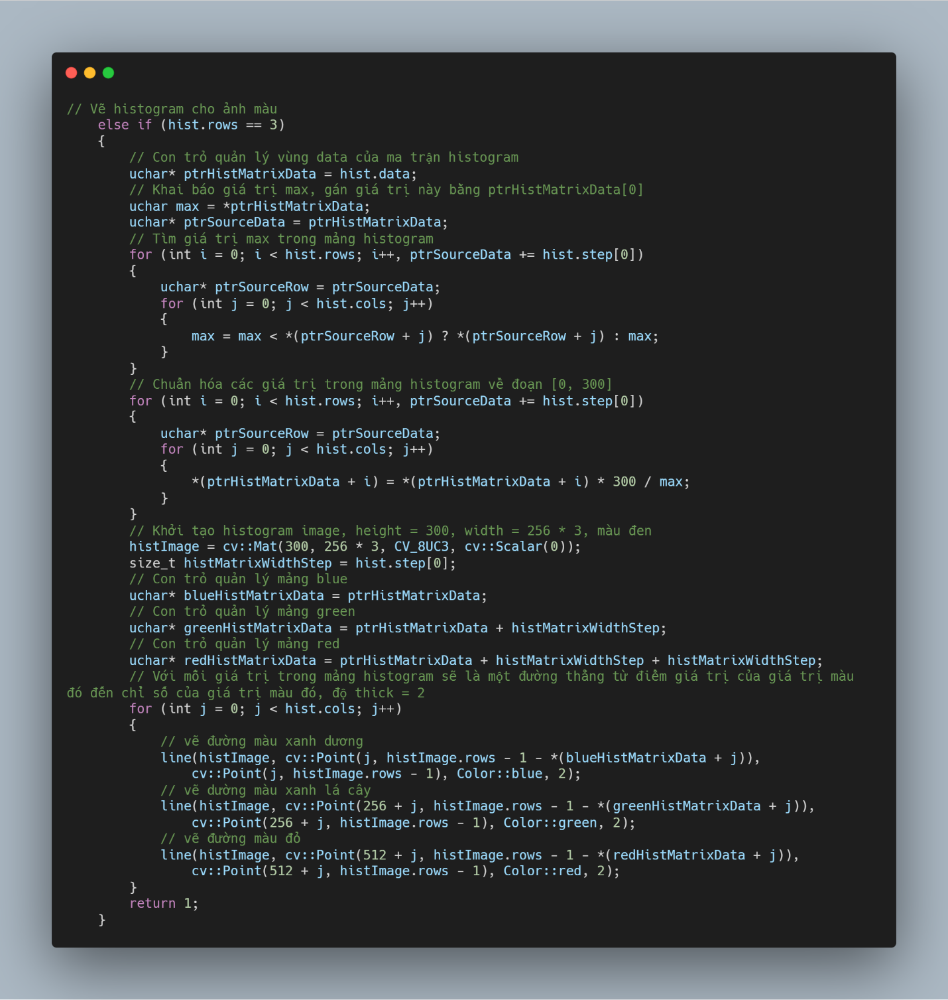 // Vẽ histogram cho ảnh màu
    else if (hist.rows == 3)
    {
        // Con trỏ quản lý vùng data của ma trận histogram
        uchar* ptrHistMatrixData = hist.data;
        // Khai báo giá trị max, gán giá trị này bằng ptrHistMatrixData[0]
        uchar max = *ptrHistMatrixData;
        uchar* ptrSourceData = ptrHistMatrixData;
        // Tìm giá trị max trong mảng histogram
        for (int i = 0; i < hist.rows; i++, ptrSourceData += hist.step[0])
        {
            uchar* ptrSourceRow = ptrSourceData;
            for (int j = 0; j < hist.cols; j++)
            {
                max = max < *(ptrSourceRow + j) ? *(ptrSourceRow + j) : max;
            }
        }
        // Chuẩn hóa các giá trị trong mảng histogram về đoạn [0, 300]
        for (int i = 0; i < hist.rows; i++, ptrSourceData += hist.step[0])
        {
            uchar* ptrSourceRow = ptrSourceData;
            for (int j = 0; j < hist.cols; j++)
            {
                *(ptrHistMatrixData + i) = *(ptrHistMatrixData + i) * 300 / max;
            }
        }
        // Khởi tạo histogram image, height = 300, width = 256 * 3, màu đen
        histImage = cv::Mat(300, 256 * 3, CV_8UC3, cv::Scalar(0));
        size_t histMatrixWidthStep = hist.step[0];
        // Con trỏ quản lý mảng blue
        uchar* blueHistMatrixData = ptrHistMatrixData;
        // Con trỏ quản lý mảng green
        uchar* greenHistMatrixData = ptrHistMatrixData + histMatrixWidthStep;
        // Con trỏ quản lý mảng red
        uchar* redHistMatrixData = ptrHistMatrixData + histMatrixWidthStep + histMatrixWidthStep;
        // Với mỗi giá trị trong mảng histogram sẽ là một đường thẳng từ điểm giá trị của giá trị màu
đó đến chỉ số của giá trị màu đó, độ thick = 2
        for (int j = 0; j < hist.cols; j++)
        {
            // vẽ đường màu xanh dương
            line(histImage, cv::Point(j, histImage.rows - 1 - *(blueHistMatrixData + j)),
                cv::Point(j, histImage.rows - 1), Color::blue, 2);
            // vẽ dường màu xanh lá cây
            line(histImage, cv::Point(256 + j, histImage.rows - 1 - *(greenHistMatrixData + j)),
                cv::Point(256 + j, histImage.rows - 1), Color::green, 2);
            // vẽ đường màu đỏ
            line(histImage, cv::Point(512 + j, histImage.rows - 1 - *(redHistMatrixData + j)),
                cv::Point(512 + j, histImage.rows - 1), Color::red, 2);
        }
        return 1;
    }